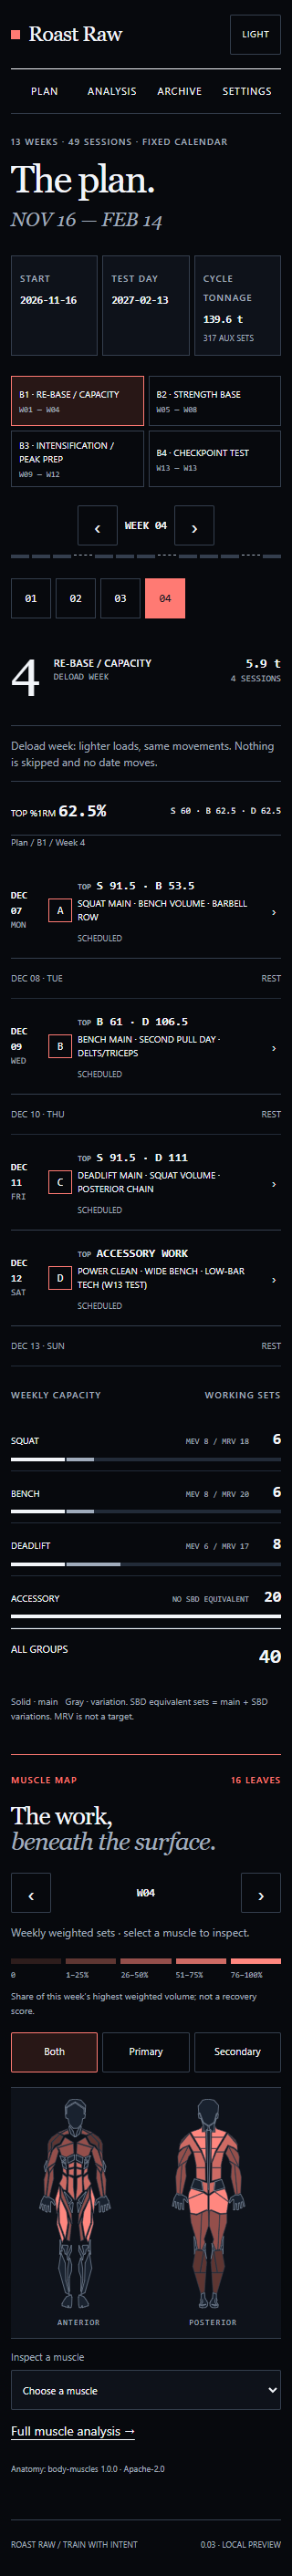 Roast Raw
LIGHT
PLAN ANALYSIS ARCHIVE SETTINGS
13 WEEKS · 49 SESSIONS · FIXED CALENDAR
The plan.
NOV 16 — FEB 14
START
2026-11-16
TEST DAY
2027-02-13
CYCLE
TONNAGE
139.6 t
317 AUX SETS
B1 · RE-BASE / CAPACITY
W01 — W04
B2 · STRENGTH BASE
W05 — W08
B3 · INTENSIFICATION /
PEAK PREP
W09 — W12
B4 · CHECKPOINT TEST
W13 — W13
‹ WEEK 04 ›
01 02 03 04
4
RE-BASE / CAPACITY
DELOAD WEEK
5.9 t
4 SESSIONS
Deload week: lighter loads, same movements. Nothing
is skipped and no date moves.
TOP %1RM 62.5%
S 60 · B 62.5 · D 62.5
Plan / B1 / Week 4
DEC
07
MON
A
TOP S 91.5 · B 53.5
SQUAT MAIN · BENCH VOLUME · BARBELL
ROW
SCHEDULED
›
DEC 08 · TUE REST
DEC
09
WED
B
TOP B 61 · D 106.5
BENCH MAIN · SECOND PULL DAY ·
DELTS/TRICEPS
SCHEDULED
›
DEC 10 · THU REST
DEC
11
FRI
C
TOP S 91.5 · D 111
DEADLIFT MAIN · SQUAT VOLUME ·
POSTERIOR CHAIN
SCHEDULED
›
DEC
12
SAT
D
TOP ACCESSORY WORK
POWER CLEAN · WIDE BENCH · LOW-BAR
TECH (W13 TEST)
SCHEDULED
›
DEC 13 · SUN REST
WEEKLY CAPACITY WORKING SETS
SQUAT MEV 8 / MRV 18 6
BENCH MEV 8 / MRV 20 6
DEADLIFT MEV 6 / MRV 17 8
ACCESSORY NO SBD EQUIVALENT 20
ALL GROUPS 40
Solid · main Gray · variation. SBD equivalent sets = main + SBD
variations. MRV is not a target.
MUSCLE MAP 16 LEAVES
The work,
beneath the surface.
‹ W04 ›
Weekly weighted sets · select a muscle to inspect.
0 1–25% 26–50% 51–75% 76–100%
Share of this week's highest weighted volume; not a recovery
score.
Both Primary Secondary
ANTERIOR POSTERIOR
Inspect a muscle
Choose a muscle
Full muscle analysis →
Anatomy: body-muscles 1.0.0 · Apache-2.0
ROAST RAW / TRAIN WITH INTENT 0.03 · LOCAL PREVIEW